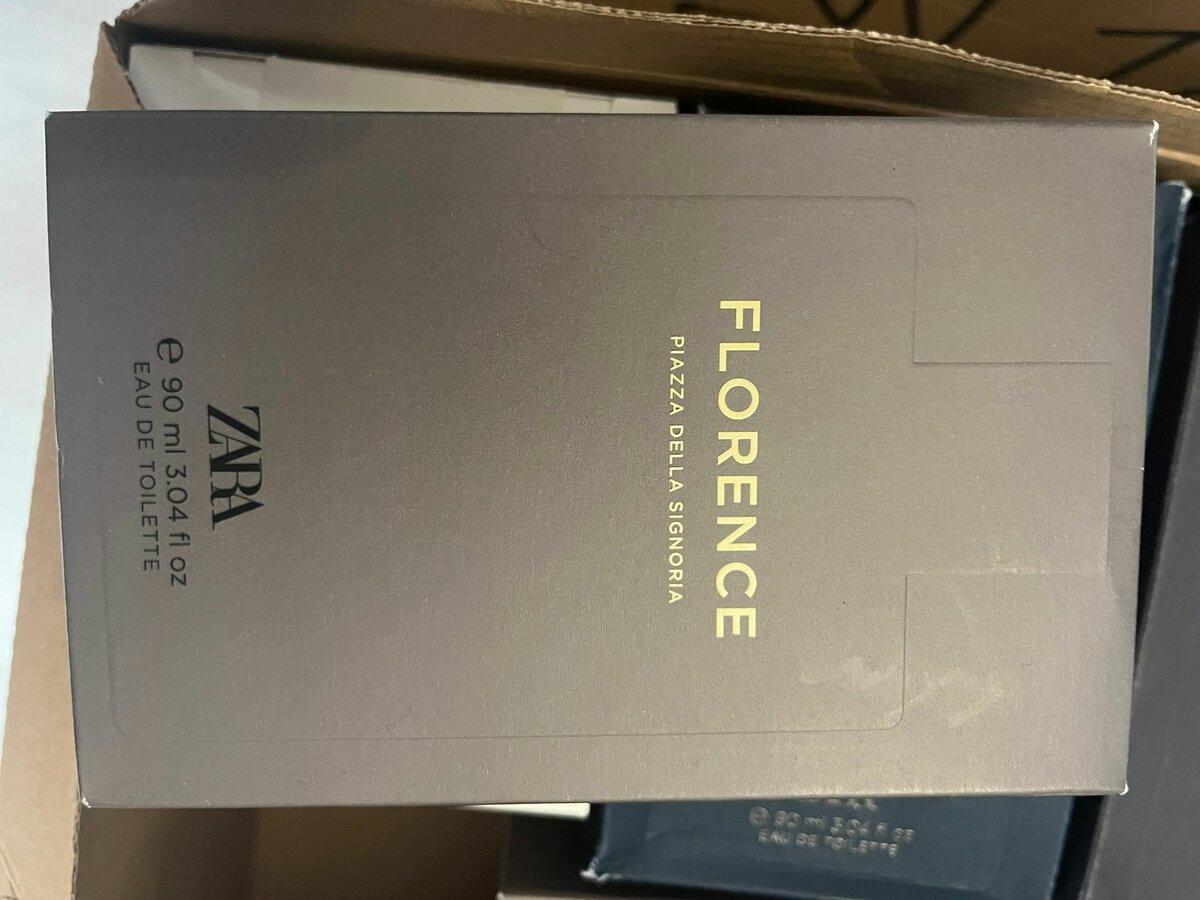 FLORENCE
PIAZZA DELLA SIGNORIA
ZARA
e 90 ml 3.04 fl oz
EAU DE TOILETTE
90 ml 3.04 fl oz
EAU DE TOILETTE